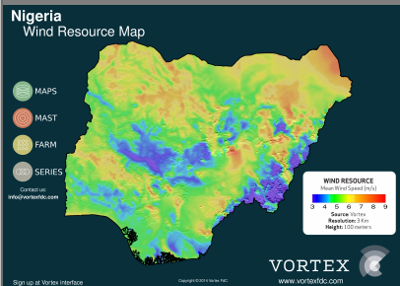 Nigeria
Wind Resource Map
MAPS
MAST
FARM
SERIES
Contact us:
info@vortexfdc.com
WIND RESOURCE
Mean Wind Speed (m/s)
3 4 5 6 7 8 9
Source: Vortex
Resolution: 3 Km
Height: 100 meters
VORTEX
www.vortexfdc.com
Sign up at Vortex interface
Copyright © 2014 Vortex FdC